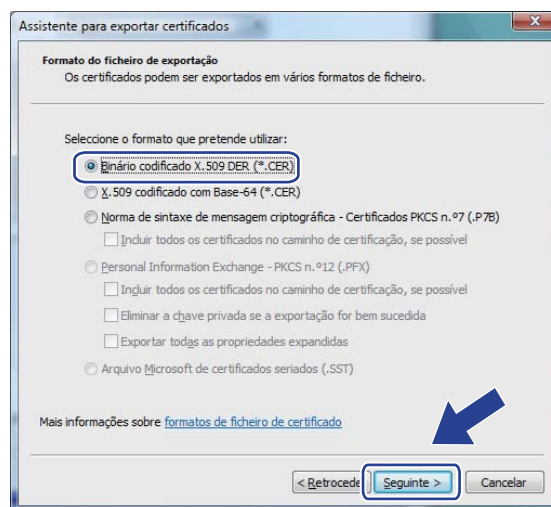 Assistente para exportar certificados
Formato do ficheiro de exportação
Os certificados podem ser exportados em vários formatos de ficheiro.
Seleccione o formato que pretende utilizar:
Binário codificado X.509 DER (*.CER)
X.509 codificado com Base-64 (*.CER)
Norma de sintaxe de mensagem criptográfica - Certificados PKCS n.º7 (.P7B)
Incluir todos os certificados no caminho de certificação, se possível
Personal Information Exchange - PKCS n.º12 (.PFX)
Incluir todos os certificados no caminho de certificação, se possível
Eliminar a chave privada se a exportação for bem sucedida
Exportar todas as propriedades expandidas
Arquivo Microsoft de certificados seriados (.SST)
Mais informações sobre formatos de ficheiro de certificado
< Retroceder Seguinte > Cancelar